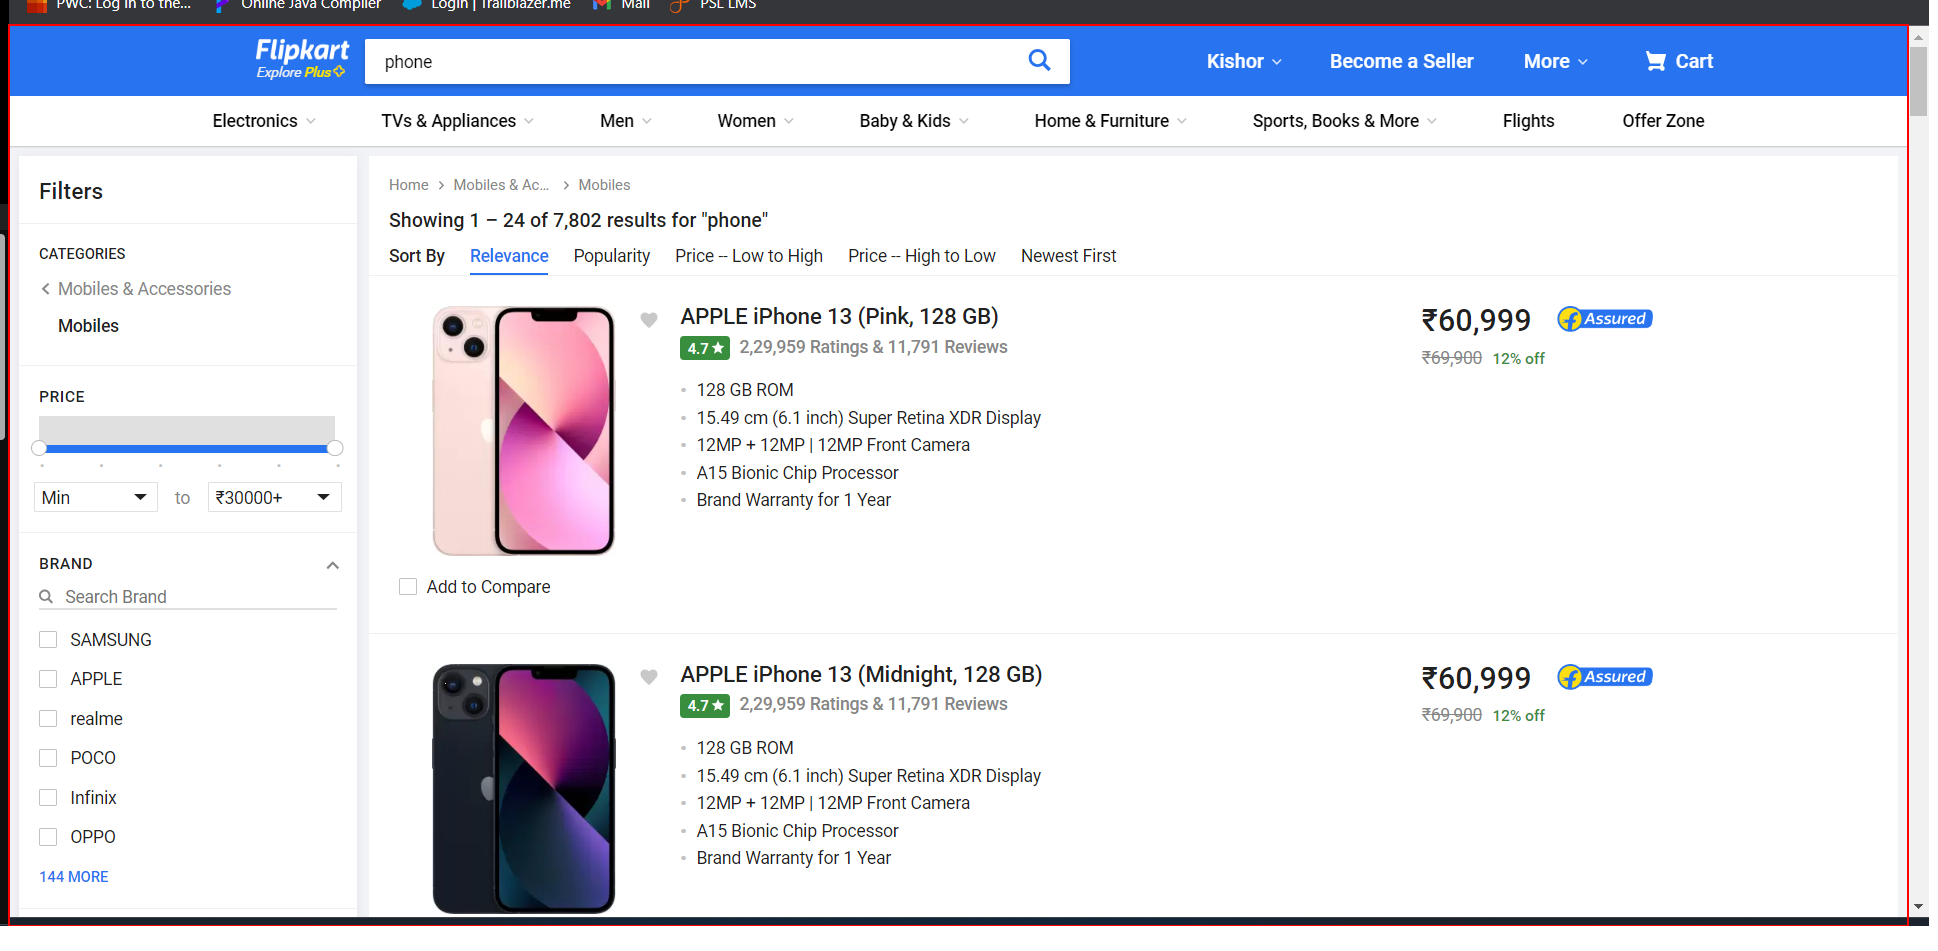 PWC: Log in to the... Online Java Compiler Login | Trailblazer.me Mail PSL LMS
Flipkart
Explore Plus
phone
Kishor Become a Seller More Cart
Electronics TVs & Appliances Men Women Baby & Kids Home & Furniture Sports, Books & More Flights Offer Zone
Filters
CATEGORIES
Mobiles & Accessories
Mobiles
PRICE
Min to ₹30000+
BRAND
Search Brand
SAMSUNG
APPLE
realme
POCO
Infinix
OPPO
144 MORE
Home Mobiles & Ac... Mobiles
Showing 1 – 24 of 7,802 results for "phone"
Sort By Relevance Popularity Price -- Low to High Price -- High to Low Newest First
APPLE iPhone 13 (Pink, 128 GB)
4.7★ 2,29,959 Ratings & 11,791 Reviews
128 GB ROM
15.49 cm (6.1 inch) Super Retina XDR Display
12MP + 12MP | 12MP Front Camera
A15 Bionic Chip Processor
Brand Warranty for 1 Year
₹60,999 Assured
₹69,900 12% off
Add to Compare
APPLE iPhone 13 (Midnight, 128 GB)
4.7★ 2,29,959 Ratings & 11,791 Reviews
128 GB ROM
15.49 cm (6.1 inch) Super Retina XDR Display
12MP + 12MP | 12MP Front Camera
A15 Bionic Chip Processor
Brand Warranty for 1 Year
₹60,999 Assured
₹69,900 12% off